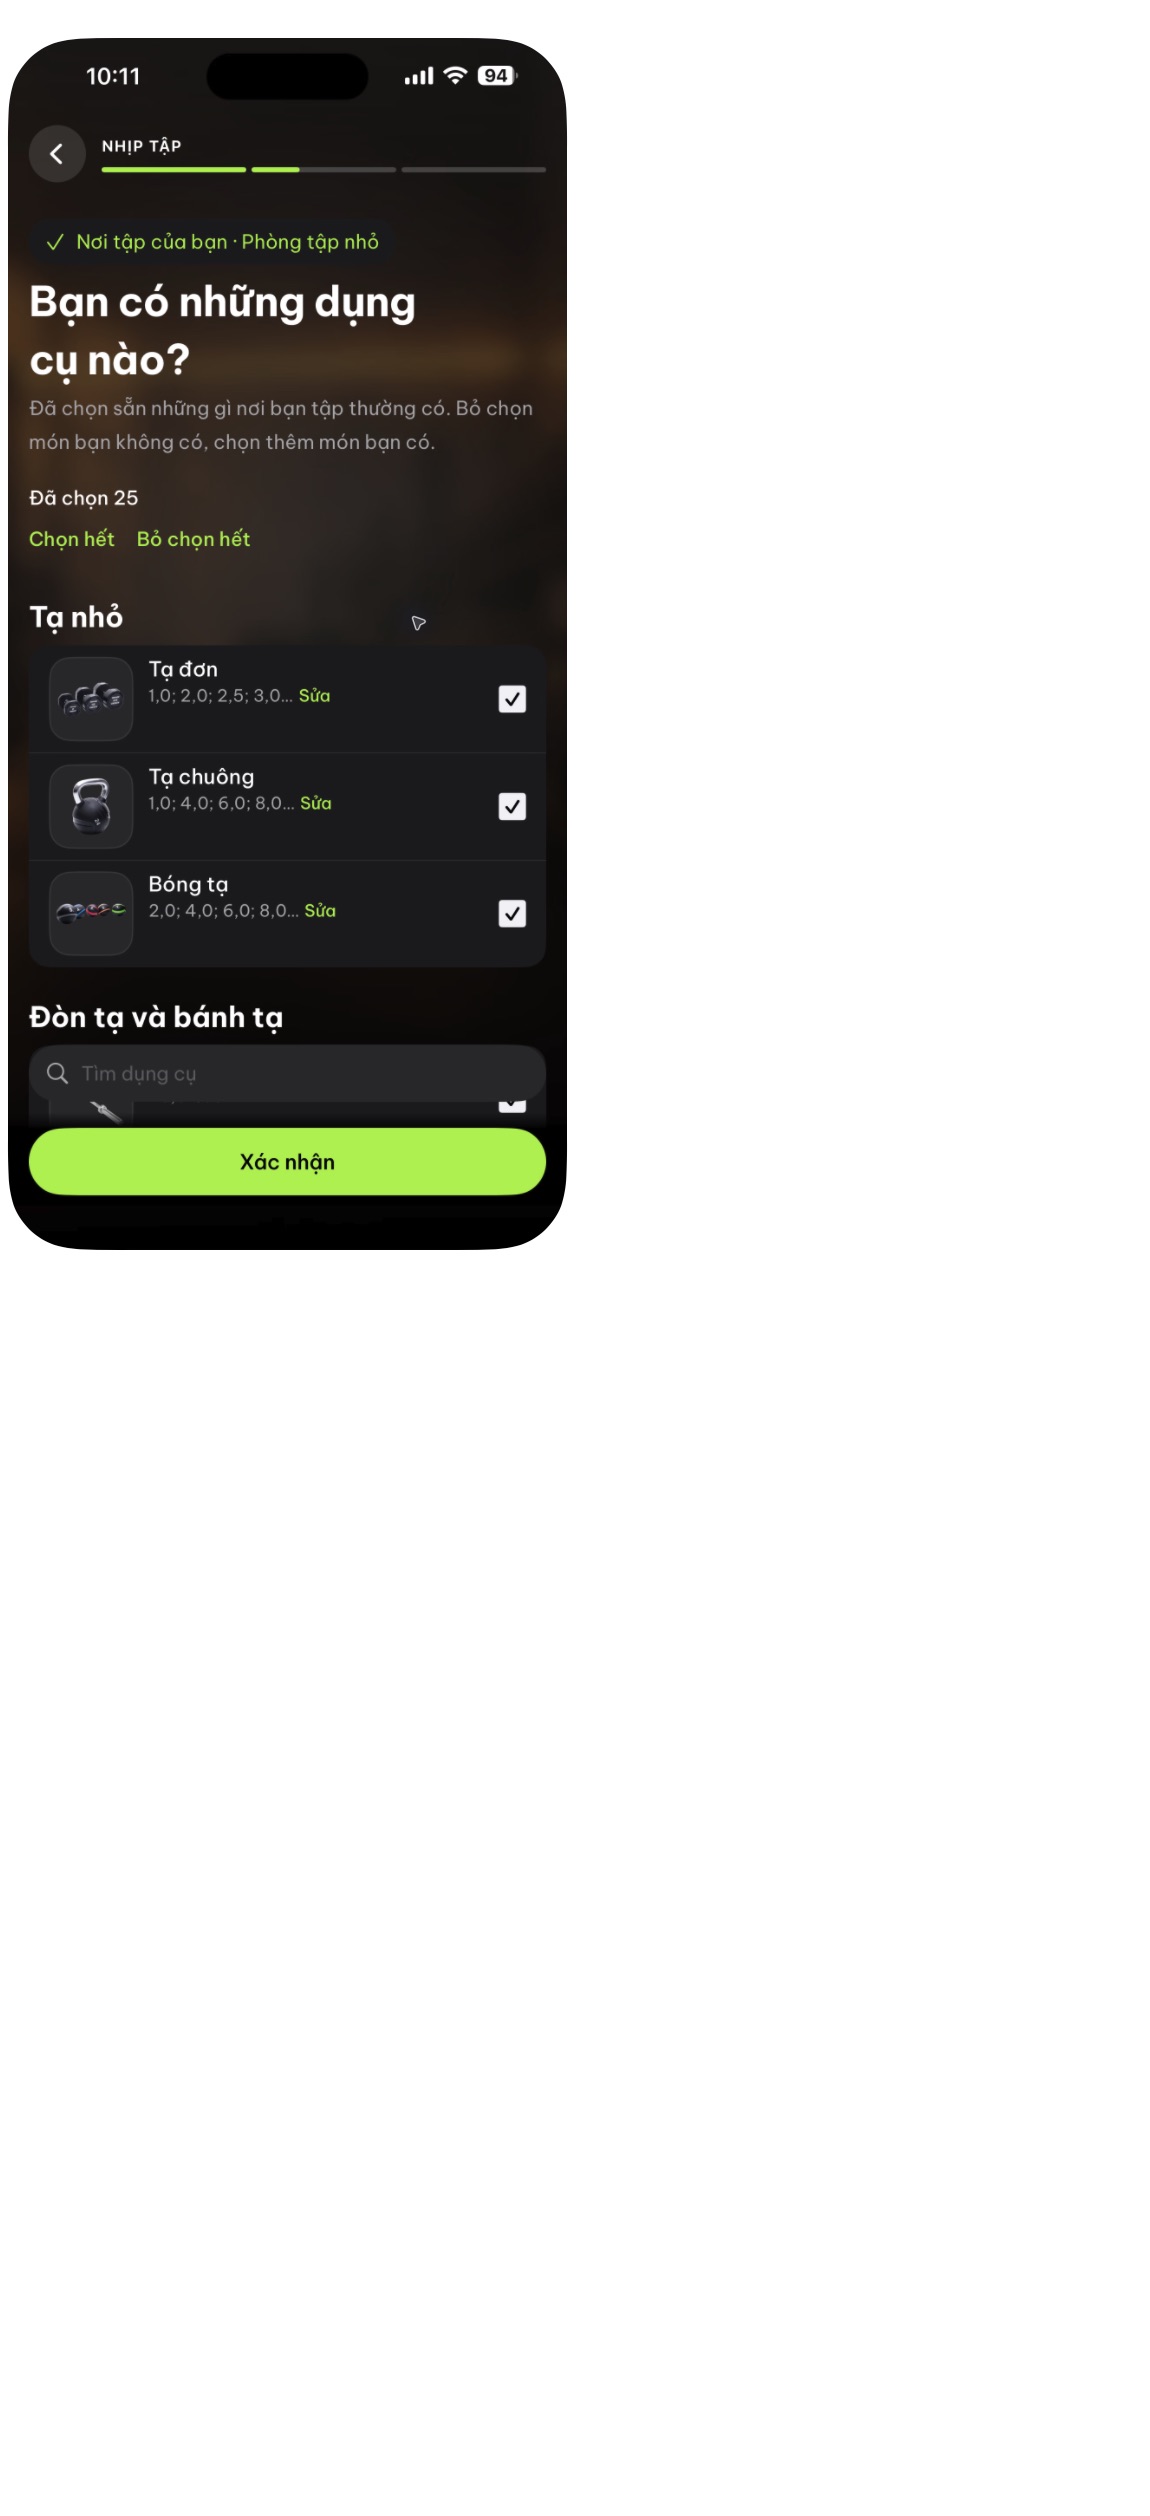 10:11
94
NHỊP TẬP
Nơi tập của bạn · Phòng tập nhỏ
Bạn có những dụng
cụ nào?
Đã chọn sẵn những gì nơi bạn tập thường có. Bỏ chọn
món bạn không có, chọn thêm món bạn có.
Đã chọn 25
Chọn hết Bỏ chọn hết
Tạ nhỏ
Tạ đơn
1,0; 2,0; 2,5; 3,0... Sửa
Tạ chuông
1,0; 4,0; 6,0; 8,0... Sửa
Bóng tạ
2,0; 4,0; 6,0; 8,0... Sửa
Đòn tạ và bánh tạ
Tìm dụng cụ
Xác nhận